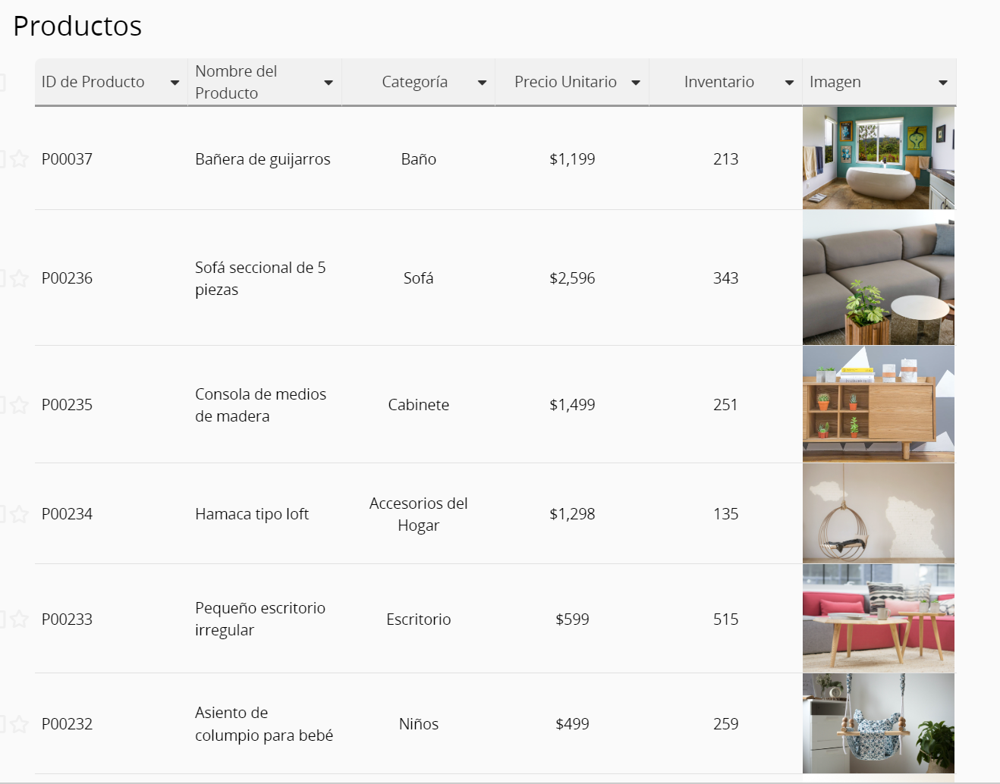 Productos
ID de Producto
Nombre del
Producto
Categoría
Precio Unitario
Inventario
Imagen
P00037
Bañera de guijarros
Baño
$1,199
213
P00236
Sofá seccional de 5
piezas
Sofá
$2,596
343
P00235
Consola de medios
de madera
Cabinete
$1,499
251
P00234
Hamaca tipo loft
Accesorios del
Hogar
$1,298
135
P00233
Pequeño escritorio
irregular
Escritorio
$599
515
P00232
Asiento de
columpio para bebé
Niños
$499
259